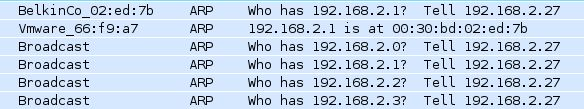 BelkinCo_02:ed:7b ARP Who has 192.168.2.1? Tell 192.168.2.27
Vmware_66:f9:a7 ARP 192.168.2.1 is at 00:30:bd:02:ed:7b
Broadcast ARP Who has 192.168.2.0? Tell 192.168.2.27
Broadcast ARP Who has 192.168.2.1? Tell 192.168.2.27
Broadcast ARP Who has 192.168.2.2? Tell 192.168.2.27
Broadcast ARP Who has 192.168.2.3? Tell 192.168.2.27